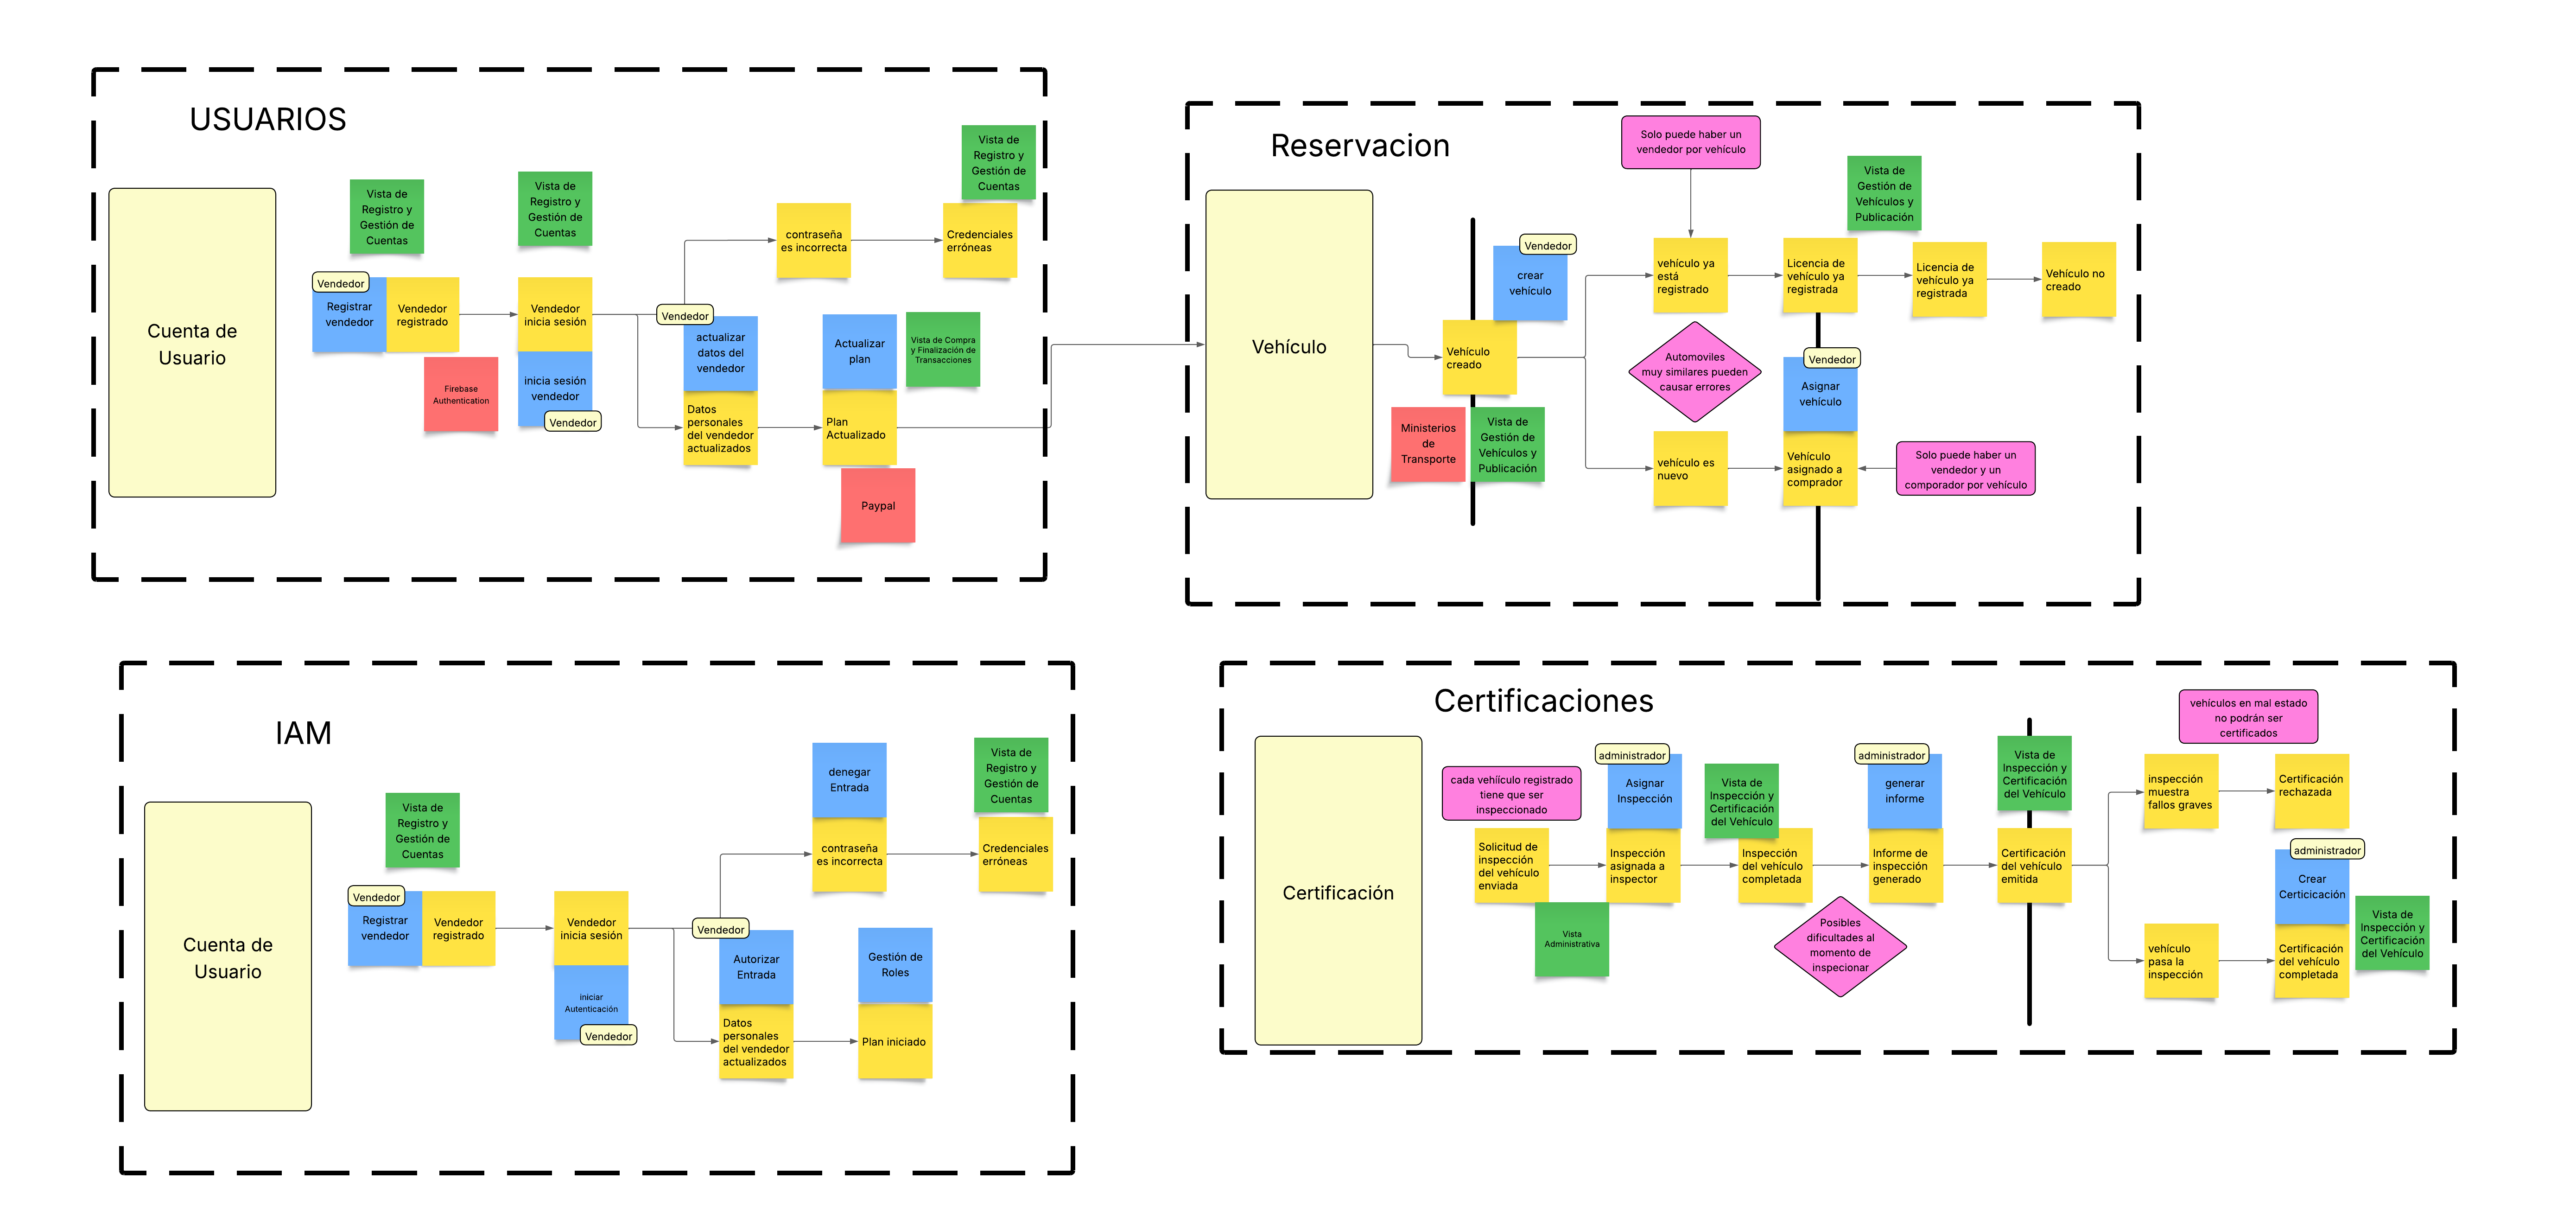 USUARIOS
Cuenta de
Usuario
Vista de
Registro y
Gestión de
Cuentas
Vendedor
Registrar
vendedor
Vendedor
registrado
Firebase
Authentication
Vista de
Registro y
Gestión de
Cuentas
Vendedor
inicia sesión
inicia sesión
vendedor
Vendedor
Vendedor
actualizar
datos del
vendedor
Datos
personales
del vendedor
actualizados
contraseña
es incorrecta
Vista de
Registro y
Gestión de
Cuentas
Credenciales
erróneas
Actualizar
plan
Vista de Compra
y Finalización de
Transacciones
Plan
Actualizado
Paypal
Reservacion
Vehículo
Vendedor
crear
vehículo
Vehículo
creado
Ministerios
de
Transporte
Vista de
Gestión de
Vehículos y
Publicación
Solo puede haber un
vendedor por vehículo
vehículo ya
está
registrado
Licencia de
vehículo ya
registrada
Vista de
Gestión de
Vehículos y
Publicación
Licencia de
vehículo ya
registrada
Vehículo no
creado
Automoviles
muy similares pueden
causar errores
Vendedor
Asignar
vehículo
vehículo es
nuevo
Vehículo
asignado a
comprador
Solo puede haber un
vendedor y un
comporador por vehículo
IAM
Cuenta de
Usuario
Vista de
Registro y
Gestión de
Cuentas
Vendedor
Registrar
vendedor
Vendedor
registrado
Vendedor
inicia sesión
iniciar
Autenticación
Vendedor
Vendedor
Autorizar
Entrada
Datos
personales
del vendedor
actualizados
denegar
Entrada
contraseña
es incorrecta
Vista de
Registro y
Gestión de
Cuentas
Credenciales
erróneas
Gestión de
Roles
Plan iniciado
Certificaciones
Certificación
cada vehíiculo registrado
tiene que ser
inspeccionado
Solicitud de
inspección
del vehículo
enviada
Vista
Administrativa
administrador
Asignar
Inspección
Inspección
asignada a
inspector
Vista de
Inspección y
Certificación
del Vehículo
Inspección
del vehículo
completada
Posibles
dificultades al
momento de
inspecionar
administrador
generar
informe
Informe de
inspección
generado
Vista de
Inspección y
Certificación
del Vehículo
Certificación
del vehículo
emitida
vehículos en mal estado
no podrán ser
certificados
inspección
muestra
fallos graves
Certificación
rechazada
administrador
Crear
Certicicación
vehículo
pasa la
inspección
Certificación
del vehículo
completada
Vista de
Inspección y
Certificación
del Vehículo